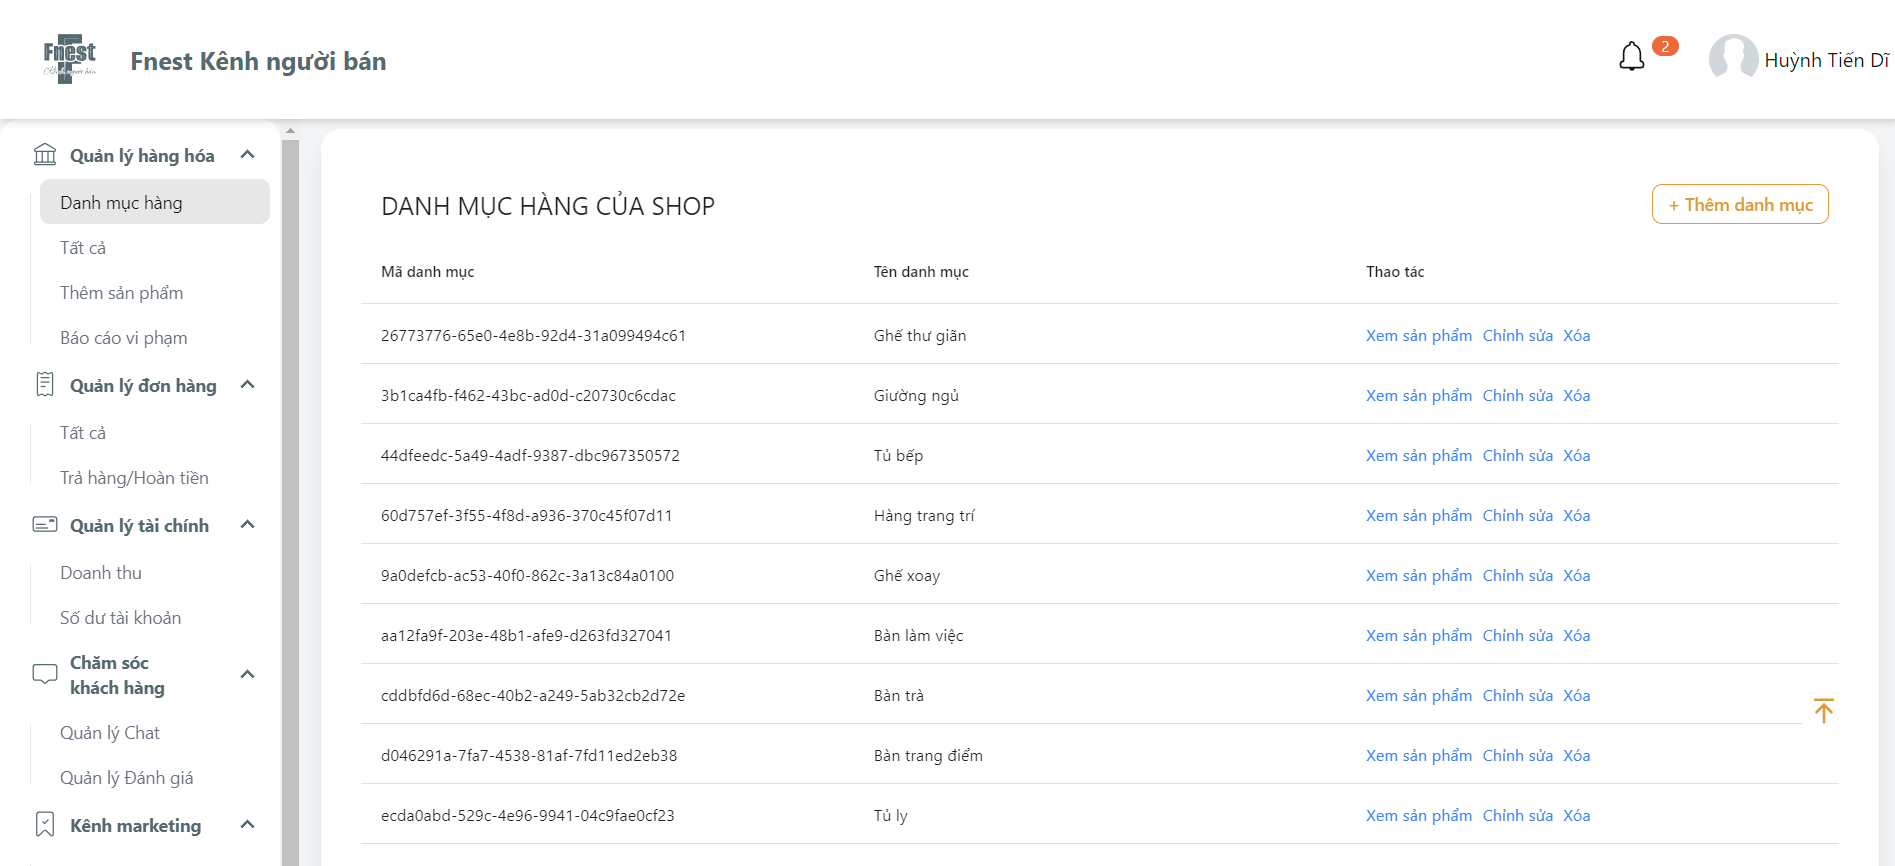 Fnest
Kênh người bán
Fnest Kênh người bán
2
Huỳnh Tiến Dĩ
Quản lý hàng hóa
Danh mục hàng
Tất cả
Thêm sản phẩm
Báo cáo vi phạm
Quản lý đơn hàng
Tất cả
Trả hàng/Hoàn tiền
Quản lý tài chính
Doanh thu
Số dư tài khoản
Chăm sóc
khách hàng
Quản lý Chat
Quản lý Đánh giá
Kênh marketing
DANH MỤC HÀNG CỦA SHOP
+ Thêm danh mục
Mã danh mục Tên danh mục Thao tác
26773776-65e0-4e8b-92d4-31a099494c61 Ghế thư giãn Xem sản phẩm Chỉnh sửa Xóa
3b1ca4fb-f462-43bc-ad0d-c20730c6cdac Giường ngủ Xem sản phẩm Chỉnh sửa Xóa
44dfeedc-5a49-4adf-9387-dbc967350572 Tủ bếp Xem sản phẩm Chỉnh sửa Xóa
60d757ef-3f55-4f8d-a936-370c45f07d11 Hàng trang trí Xem sản phẩm Chỉnh sửa Xóa
9a0defcb-ac53-40f0-862c-3a13c84a0100 Ghế xoay Xem sản phẩm Chỉnh sửa Xóa
aa12fa9f-203e-48b1-afe9-d263fd327041 Bàn làm việc Xem sản phẩm Chỉnh sửa Xóa
cddbfd6d-68ec-40b2-a249-5ab32cb2d72e Bàn trà Xem sản phẩm Chỉnh sửa Xóa
d046291a-7fa7-4538-81af-7fd11ed2eb38 Bàn trang điểm Xem sản phẩm Chỉnh sửa Xóa
ecda0abd-529c-4e96-9941-04c9fae0cf23 Tủ ly Xem sản phẩm Chỉnh sửa Xóa